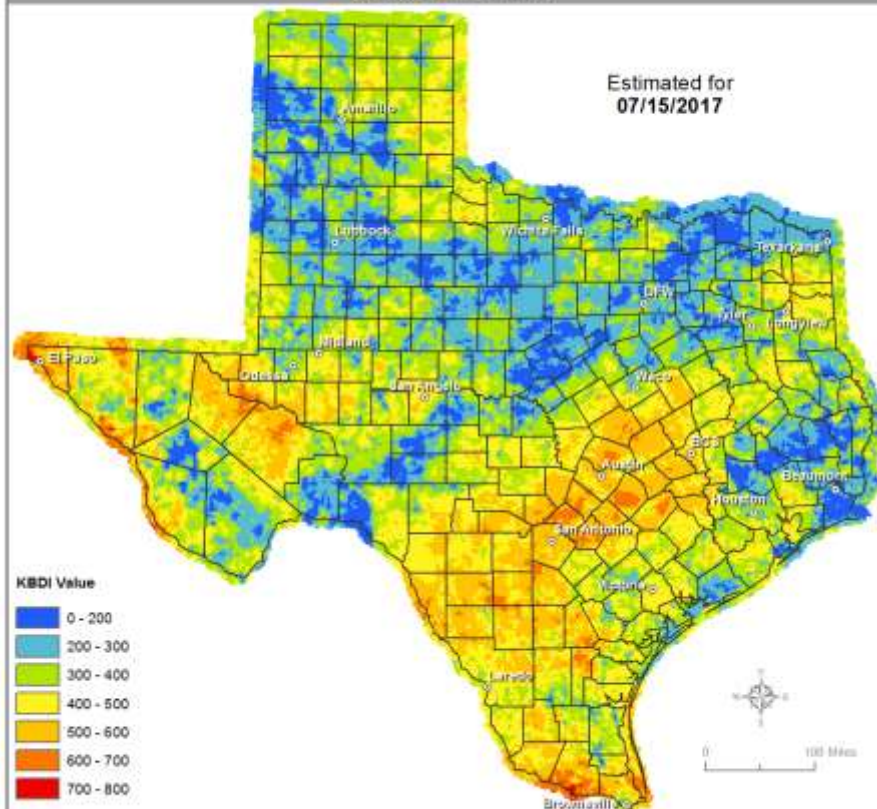 Estimated for
07/15/2017
Amarillo
Lubbock
Wichita Falls
Texarkana
DFW
Tyler
Longview
El Paso
Midland
Odessa
San Angelo
Waco
BCS
Austin
Beaumont
Houston
San Antonio
Victoria
Laredo
Brownsville
KBDI Value
0 - 200
200 - 300
300 - 400
400 - 500
500 - 600
600 - 700
700 - 800
0 100 Miles